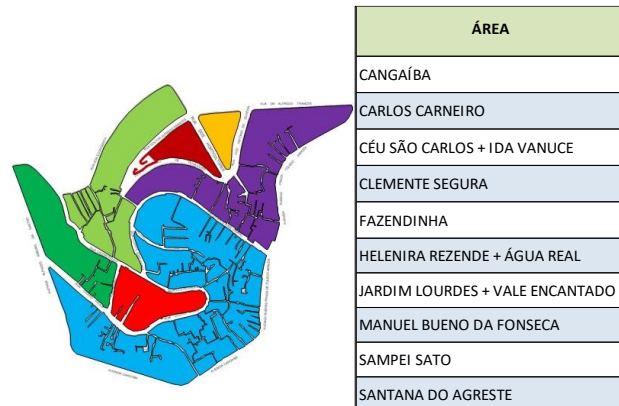 ÁREA
CANGAÍBA
CARLOS CARNEIRO
CÉU SÃO CARLOS + IDA VANUCE
CLEMENTE SEGURA
FAZENDINHA
HELENIRA REZENDE + ÁGUA REAL
JARDIM LOURDES + VALE ENCANTADO
MANUEL BUENO DA FONSECA
SAMPEI SATO
SANTANA DO AGRESTE